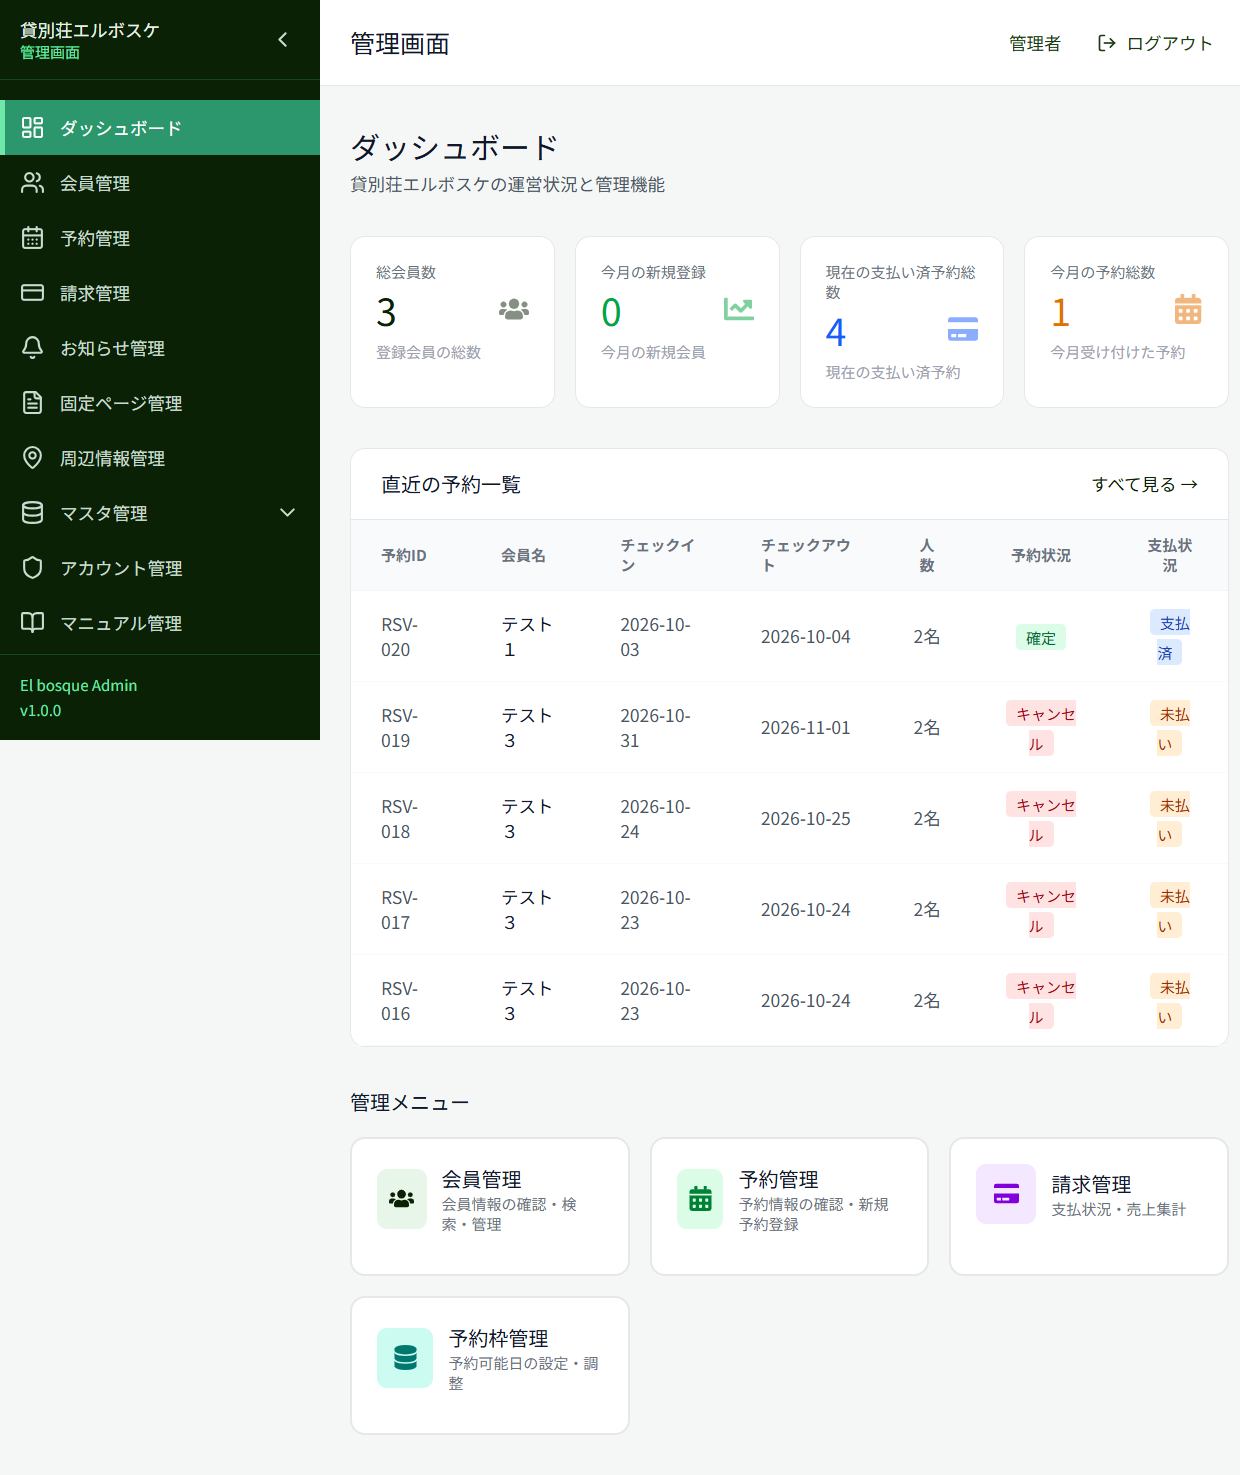 貸別荘エルボスケ
管理画面
ダッシュボード
会員管理
予約管理
請求管理
お知らせ管理
固定ページ管理
周辺情報管理
マスタ管理
アカウント管理
マニュアル管理
El bosque Admin
v1.0.0
管理画面
管理者
ログアウト
ダッシュボード
貸別荘エルボスケの運営状況と管理機能
総会員数
3
登録会員の総数
今月の新規登録
0
今月の新規会員
現在の支払い済予約総
数
4
現在の支払い済予約
今月の予約総数
1
今月受け付けた予約
直近の予約一覧
すべて見る →
予約ID 会員名 チェックイ チェックアウ 人 予約状況 支払状
ン ト 数 況
RSV- テスト 2026-10- 2026-10-04 2名 確定 支払
020 1 03 済
RSV- テスト 2026-10- 2026-11-01 2名 キャンセ 未払
019 3 31 ル い
RSV- テスト 2026-10- 2026-10-25 2名 キャンセ 未払
018 3 24 ル い
RSV- テスト 2026-10- 2026-10-24 2名 キャンセ 未払
017 3 23 ル い
RSV- テスト 2026-10- 2026-10-24 2名 キャンセ 未払
016 3 23 ル い
管理メニュー
会員管理
会員情報の確認・検
索・管理
予約管理
予約情報の確認・新規
予約登録
請求管理
支払状況・売上集計
予約枠管理
予約可能日の設定・調
整